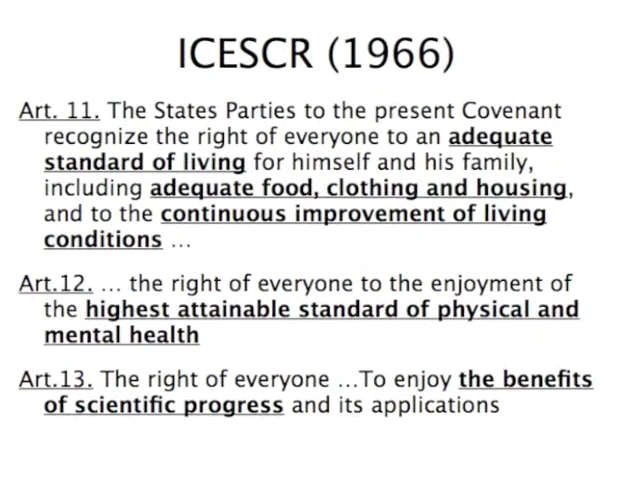 ICESCR (1966)
Art. 11. The States Parties to the present Covenant
recognize the right of everyone to an adequate
standard of living for himself and his family,
including adequate food, clothing and housing,
and to the continuous improvement of living
conditions ...
Art.12. ... the right of everyone to the enjoyment of
the highest attainable standard of physical and
mental health
Art.13. The right of everyone ...To enjoy the benefits
of scientific progress and its applications